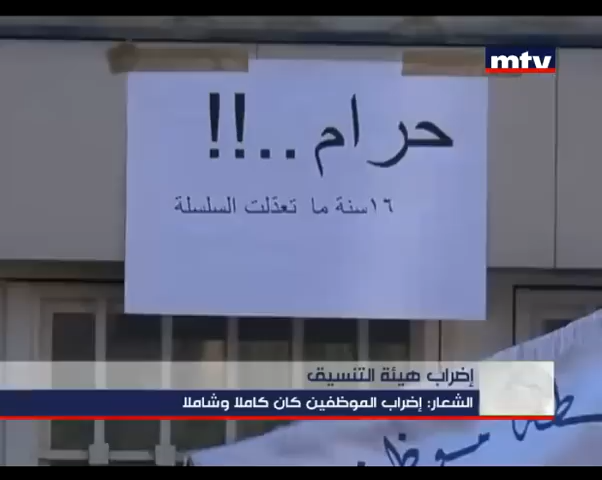 mtv
حرام..!!
١٦سنة ما تعدّلت السلسلة
إضراب هيئة التنسيق
الشعار: إضراب الموظفين كان كاملا وشاملا